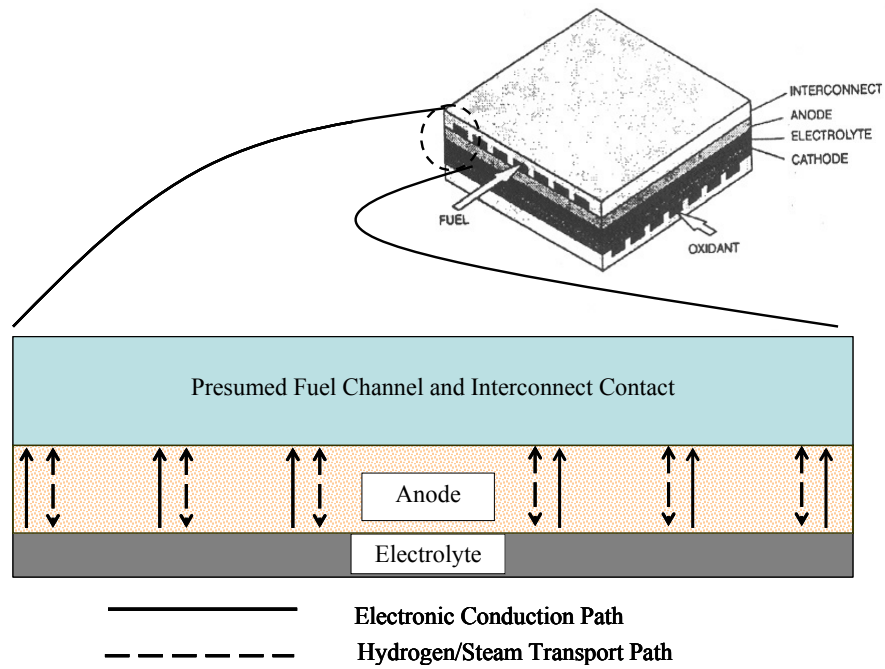 INTERCONNECT
ANODE
ELECTROLYTE
CATHODE
FUEL
OXIDANT
Presumed Fuel Channel and Interconnect Contact
Anode
Electrolyte
Electronic Conduction Path
Hydrogen/Steam Transport Path